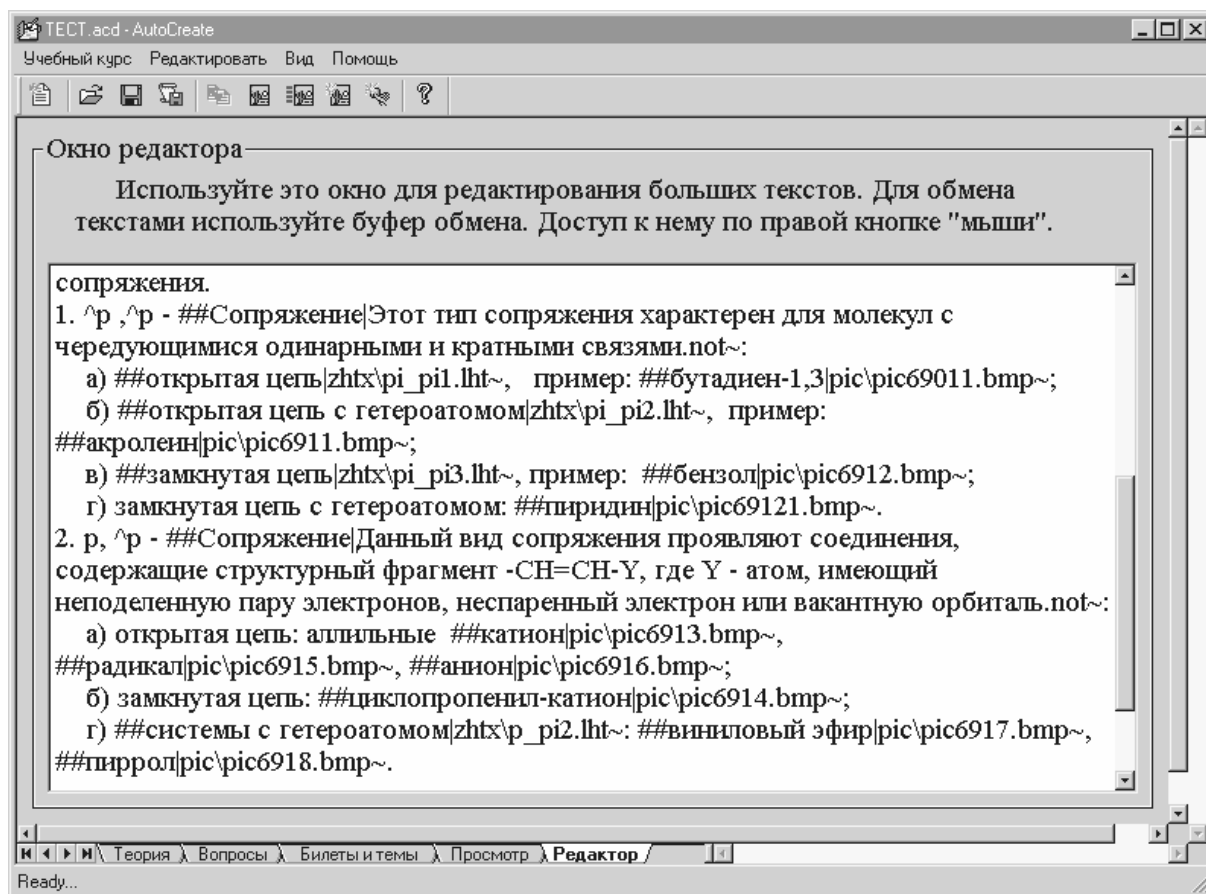 ТЕСТ.acd - AutoCreate
Учебный курс Редактировать Вид Помощь
Окно редактора
Используйте это окно для редактирования больших текстов. Для обмена
текстами используйте буфер обмена. Доступ к нему по правой кнопке "мыши".
сопряжения.
1. ^p ,^p - ##Сопряжение|Этот тип сопряжения характерен для молекул с
чередующимися одинарными и кратными связями.not~:
а) ##открытая цепь|zhtx\pi_pi1.lht~, пример: ##бутадиен-1,3|pic\pic69011.bmp~;
б) ##открытая цепь с гетероатомом|zhtx\pi_pi2.lht~, пример:
##акролеин|pic\pic6911.bmp~;
в) ##замкнутая цепь|zhtx\pi_pi3.lht~, пример: ##бензол|pic\pic6912.bmp~;
г) замкнутая цепь с гетероатомом: ##пиридин|pic\pic69121.bmp~.
2. p, ^p - ##Сопряжение|Данный вид сопряжения проявляют соединения,
содержащие структурный фрагмент -CH=CH-Y, где Y - атом, имеющий
неподеленную пару электронов, неспаренный электрон или вакантную орбиталь.not~:
а) открытая цепь: аллильные ##катион|pic\pic6913.bmp~,
##радикал|pic\pic6915.bmp~, ##анион|pic\pic6916.bmp~;
б) замкнутая цепь: ##циклопропенил-катион|pic\pic6914.bmp~;
г) ##системы с гетероатомом|zhtx\p_pi2.lht~: ##виниловый эфир|pic\pic6917.bmp~,
##пиррол|pic\pic6918.bmp~.
Теория Вопросы Билеты и темы Просмотр Редактор
Ready...